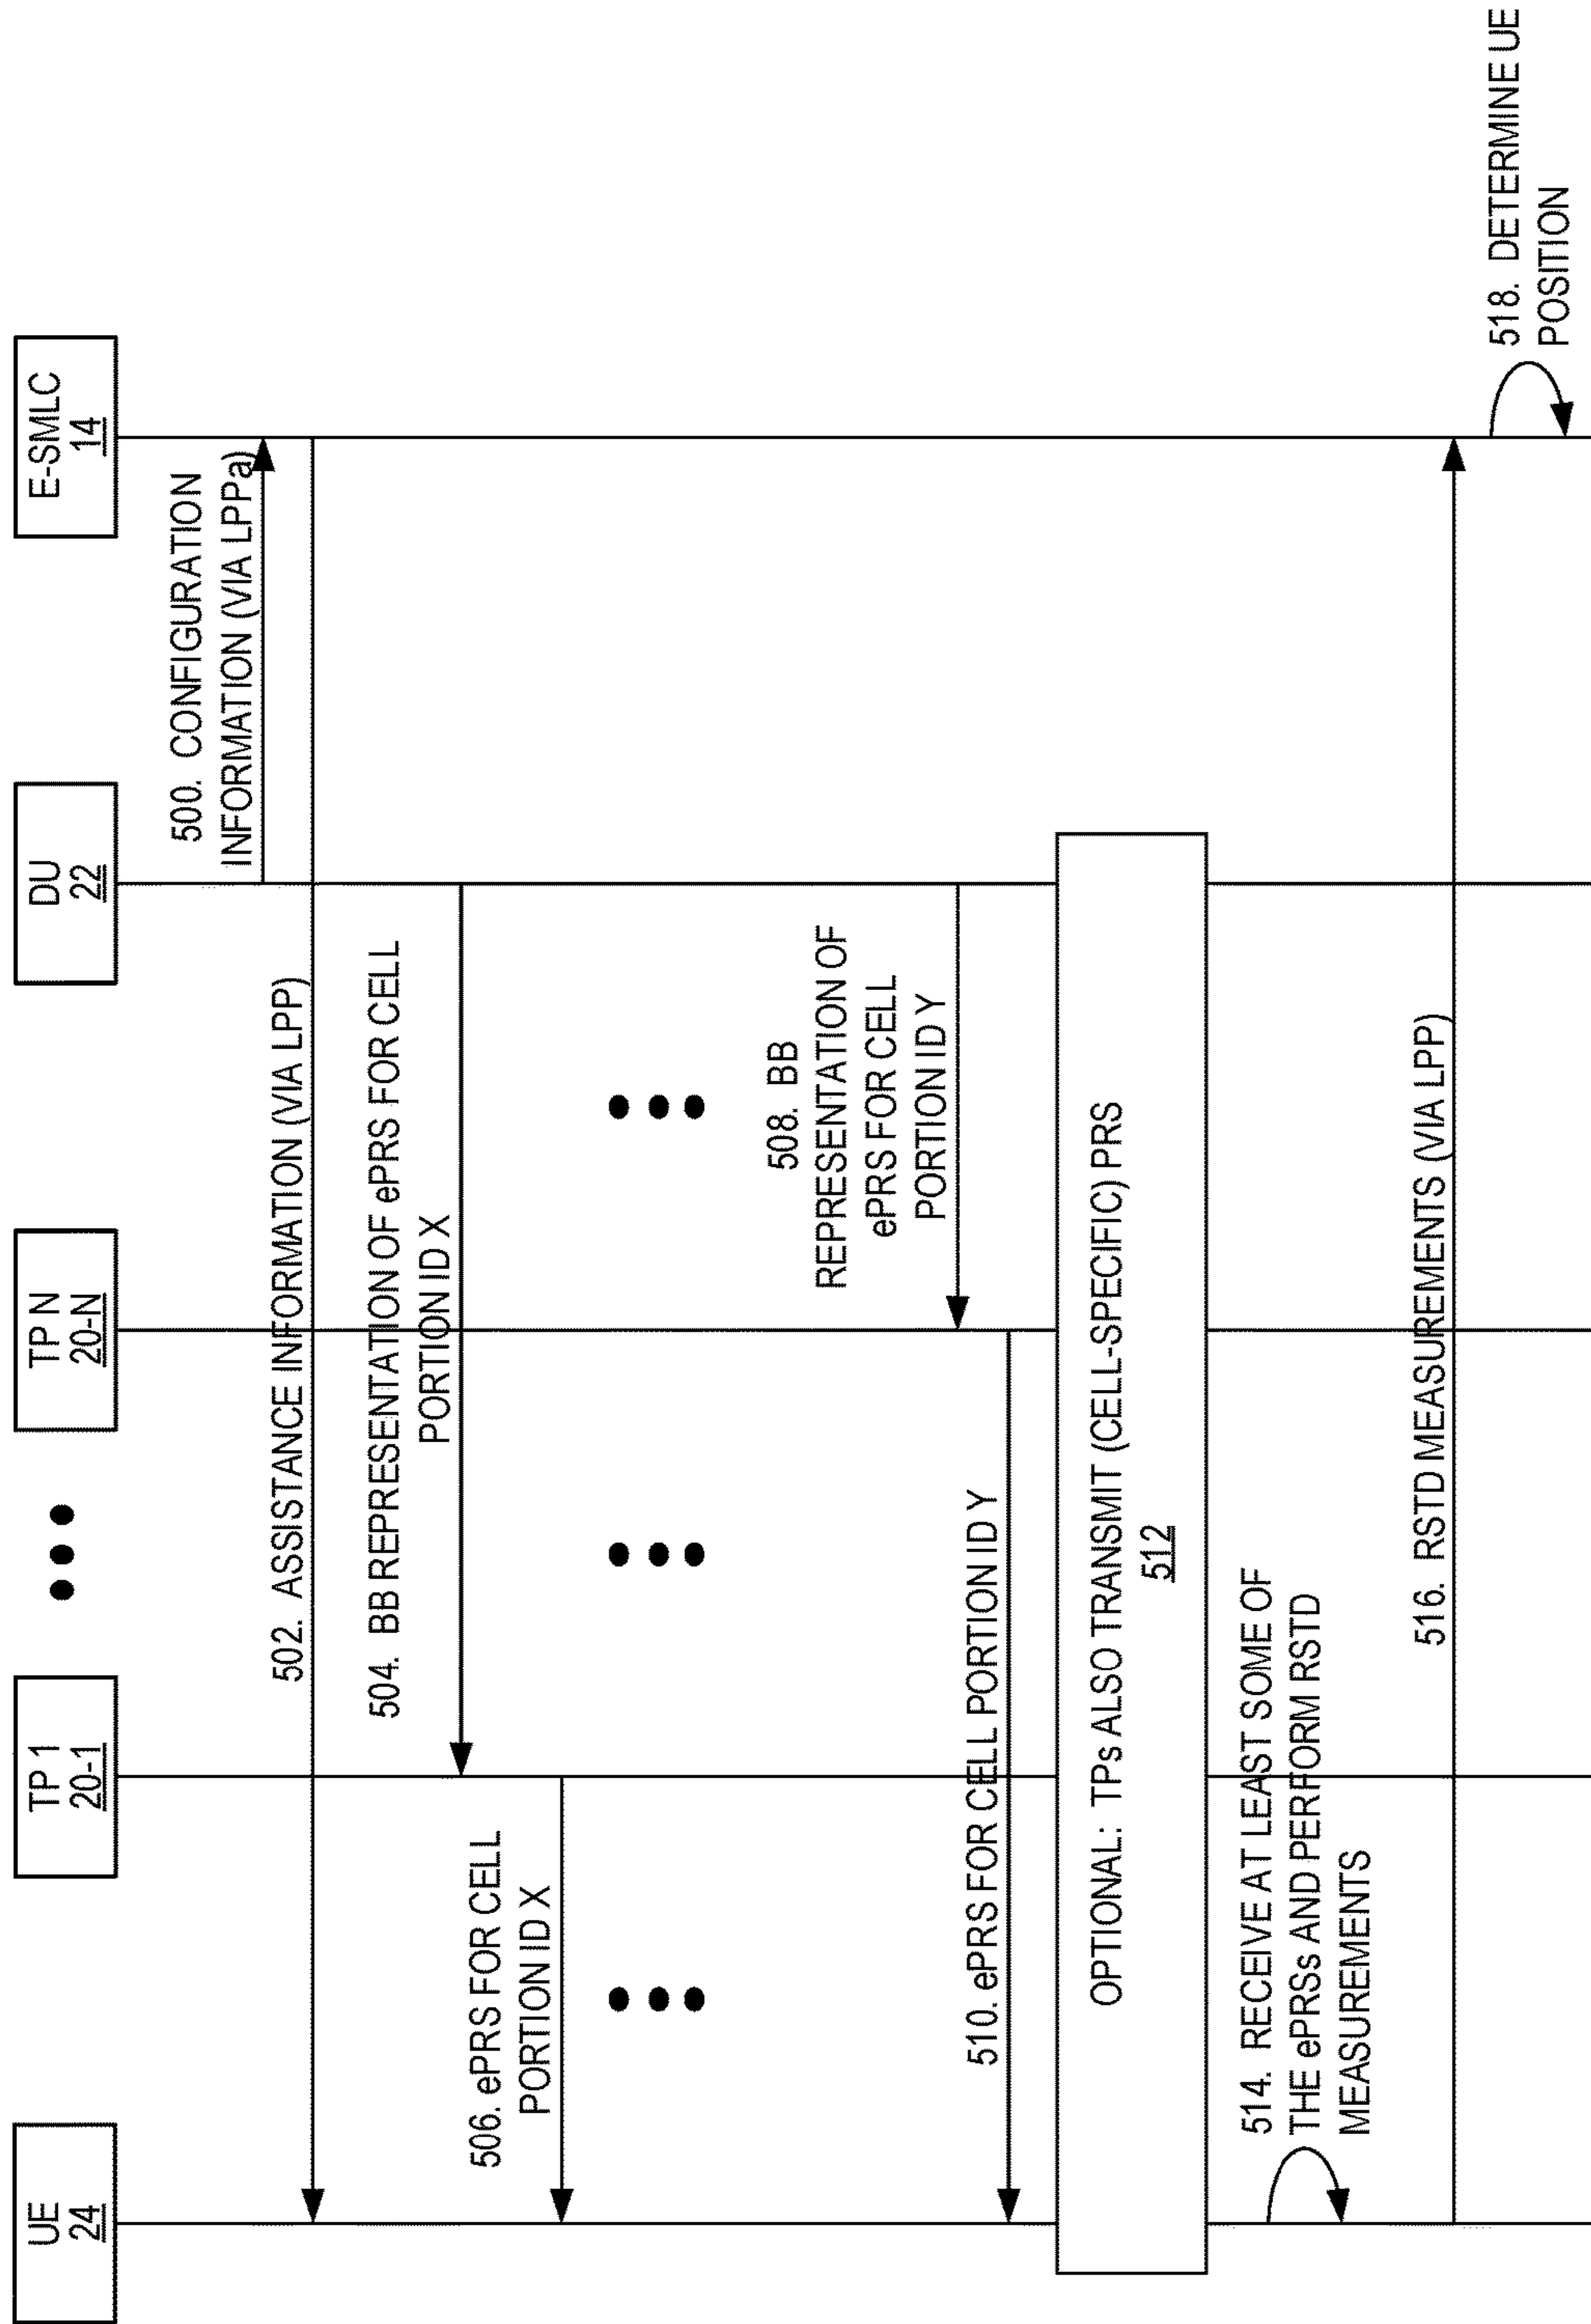 UE
24
TP 1
20-1
TP N
20-N
DU
22
E-SMLC
14
500. CONFIGURATION
INFORMATION (VIA LPPa)
502. ASSISTANCE INFORMATION (VIA LPP)
504. BB REPRESENTATION OF ePRS FOR CELL
PORTION ID X
506. ePRS FOR CELL
PORTION ID X
508. BB
REPRESENTATION OF
ePRS FOR CELL
PORTION ID Y
510. ePRS FOR CELL PORTION ID Y
OPTIONAL: TPs ALSO TRANSMIT (CELL-SPECIFIC) PRS
512
514. RECEIVE AT LEAST SOME OF
THE ePRSs AND PERFORM RSTD
MEASUREMENTS
516. RSTD MEASUREMENTS (VIA LPP)
518. DETERMINE UE
POSITION